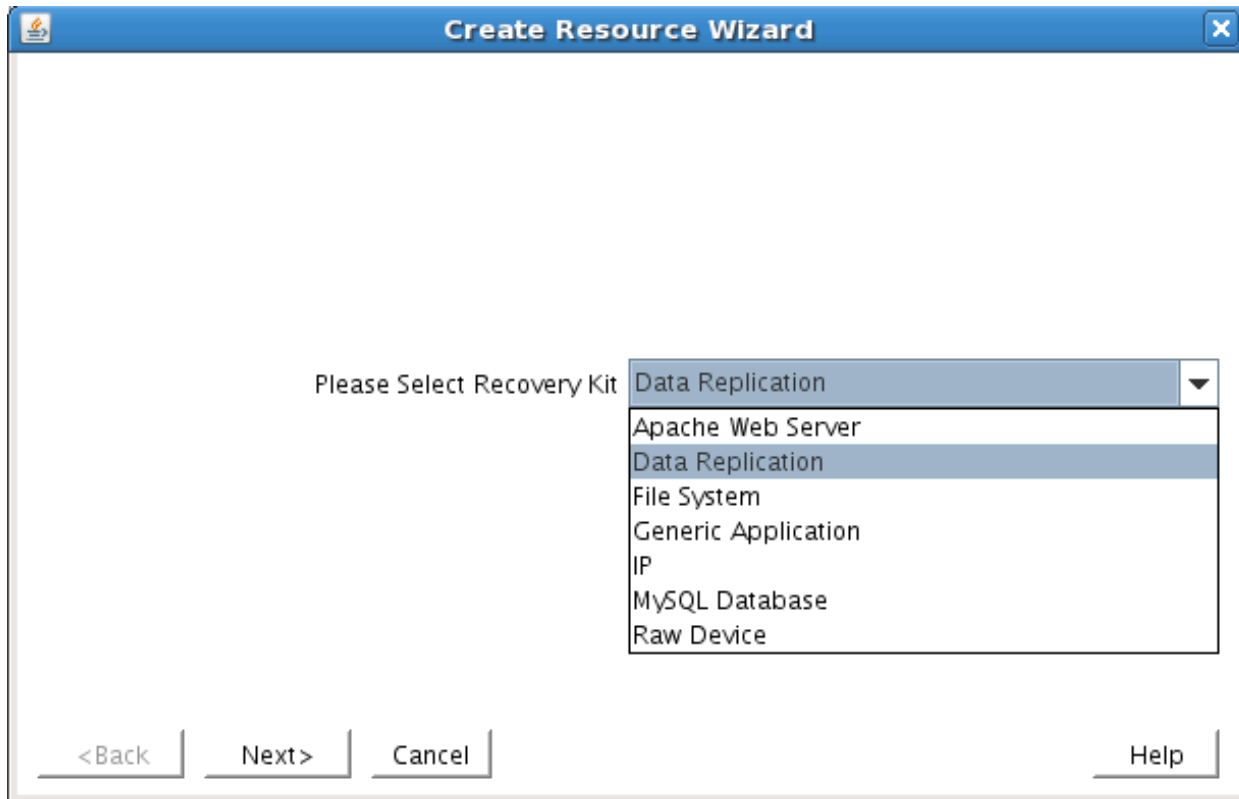 Create Resource Wizard
Please Select Recovery Kit Data Replication
Apache Web Server
Data Replication
File System
Generic Application
IP
MySQL Database
Raw Device
<Back Next> Cancel Help